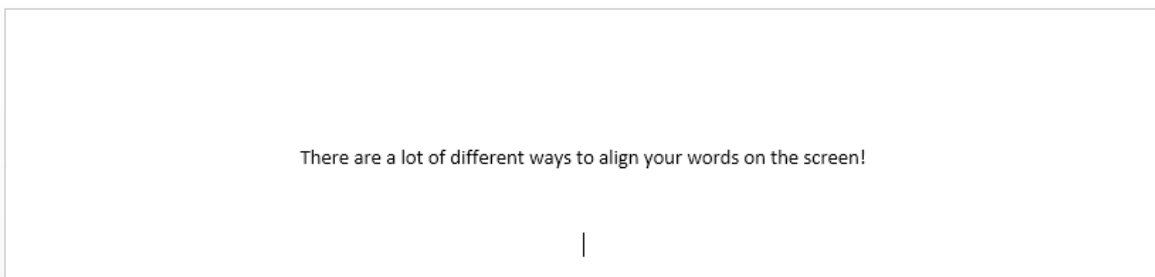 There are a lot of different ways to align your words on the screen!